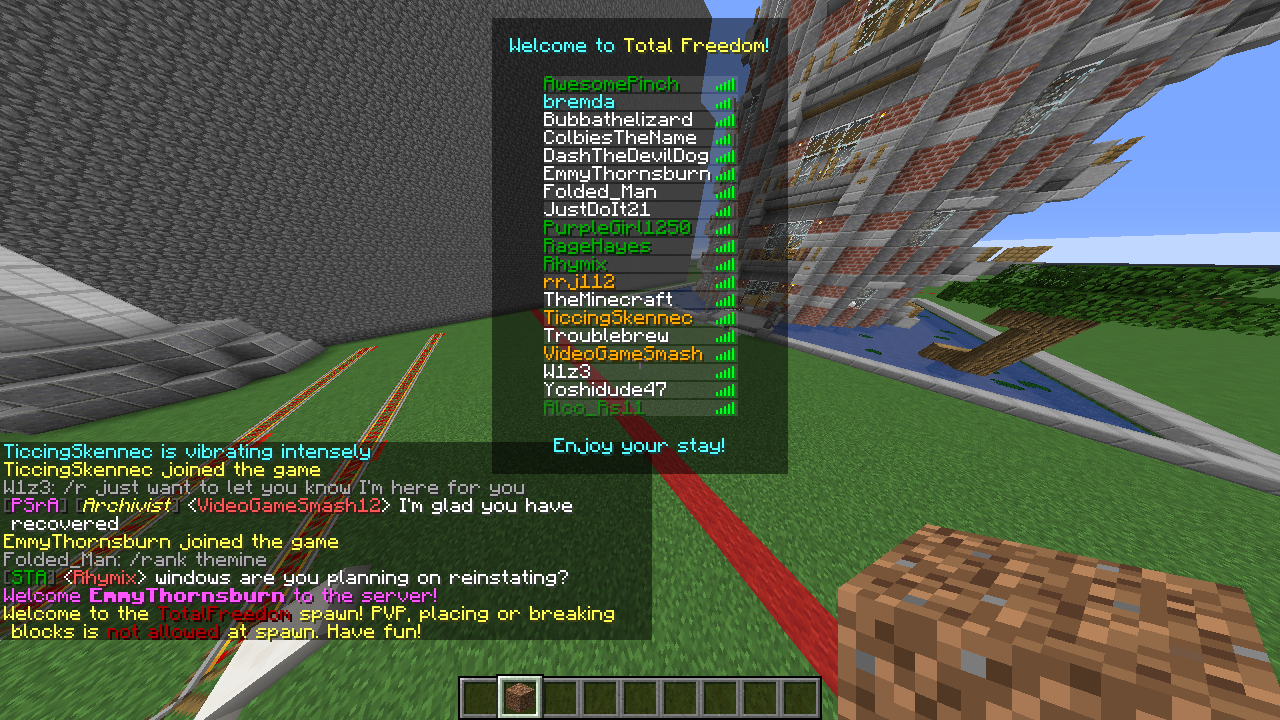 Welcome to Total Freedom!
AwesomePinch
bremda
Bubbathelizard
ColbiesTheName
DashTheDevilDog
EmmyThornsburn
Folded_Man
JustDoIt21
PurpleGirl1250
RageHayes
Rhymix
rrj112
TheMinecraft
TiccingSkennec
Troublebrew
VideoGameSmash
W1z3
Yoshidude47
Aloo_Rs11
Enjoy your stay!
TiccingSkennec is vibrating intensely
TiccingSkennec joined the game
W1z3: /r just want to let you know I'm here for you
[PSrA] [Archivist] <VideoGameSmash12> I'm glad you have
recovered
EmmyThornsburn joined the game
Folded_Man: /rank themine
[STA] <Rhymix> windows are you planning on reinstating?
Welcome EmmyThornsburn to the server!
Welcome to the TotalFreedom spawn! PVP, placing or breaking
blocks is not allowed at spawn. Have fun!